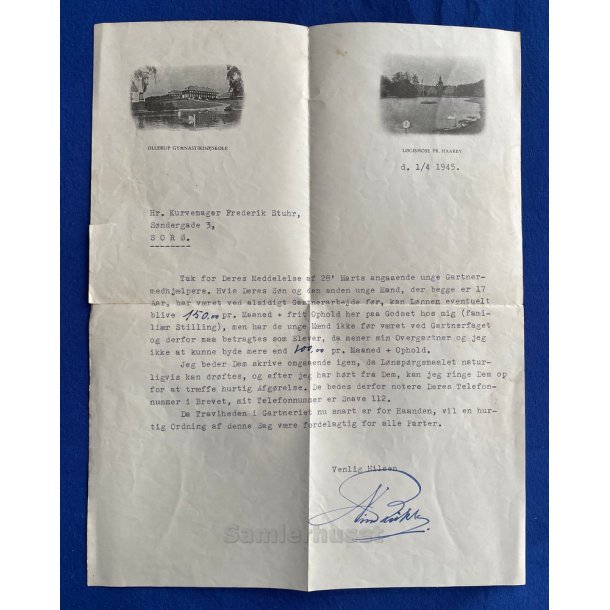 OLLERUP GYMNASTIKHØJSKOLE
LØGISMOSE PR. HAARBY
d. 1/4 1945.
Hr. Kurvemager Frederik Stuhr,
Søndergade 3,
SORØ.
Tak for Deres Meddelelse af 28' Marts angaaende unge Gartner-
medhjælpere. Hvis Deres Søn og den anden unge Mand, der begge er 17
Aar, har været ved alsidigt Gartnerarbejde før, kan Lønnen eventuelt
blive 150,00 pr. Maaned + frit Ophold her paa Godset hos mig (fami-
liær Stilling), men har de unge Mænd ikke før været ved Gartnerfaget
og derfor maa betragtes som Elever, da mener min Overgartner og jeg
ikke at kunne byde mere end 100,00 pr. Maaned + Ophold.
Jeg beder Dem skrive omgaaende igen, da Lønspørgsmaalet natur-
ligvis kan drøftes, og efter jeg har hørt fra Dem, kan jeg ringe Dem op
for at træffe hurtig Afgørelse. De bedes derfor notere Deres Telefon-
nummer i Brevet, mit Telefonnummer er Snave 112.
Da Travlheden i Gartneriet nu snart er for Haanden, vil en hur-
tig Ordning af denne Sag være fordelagtig for alle Parter.
Venlig Hilsen
Samlerhuset